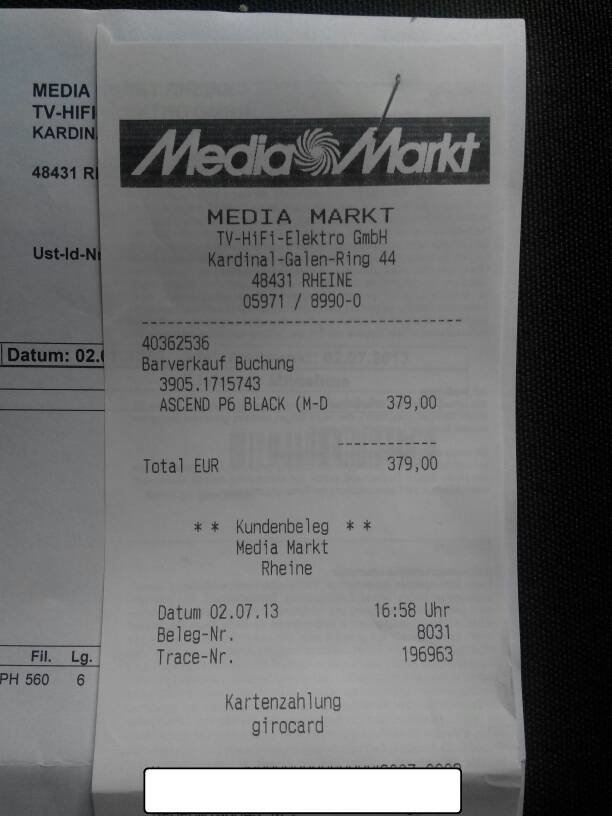 MEDIA
TV-HIFI
KARDIN
48431 R
Ust-Id-N
Datum: 02.
Fil. Lg.
PH 560 6
Media Markt
MEDIA MARKT
TV-HiFi-Elektro GmbH
Kardinal-Galen-Ring 44
48431 RHEINE
05971 / 8990-0
40362536
Barverkauf Buchung
3905.1715743
ASCEND P6 BLACK (M-D 379,00
Total EUR 379,00
* * Kundenbeleg * *
Media Markt
Rheine
Datum 02.07.13 16:58 Uhr
Beleg-Nr. 8031
Trace-Nr. 196963
Kartenzahlung
girocard